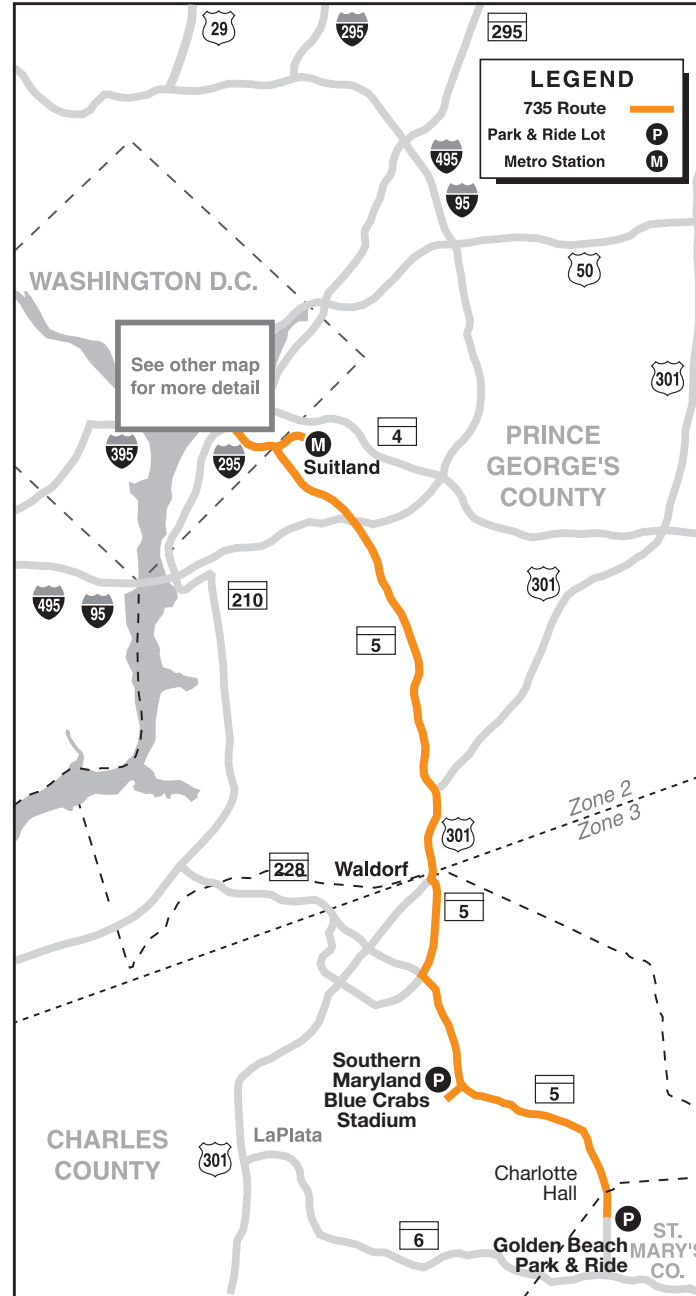 29
295
295
LEGEND
735 Route
Park & Ride Lot P
Metro Station M
495
95
50
WASHINGTON D.C.
See other map
for more detail
301
4
PRINCE
GEORGE'S
COUNTY
395
295
M
Suitland
301
495
95
210
5
Zone 2
Zone 3
301
228
Waldorf
5
Southern
Maryland
Blue Crabs
Stadium
P
5
CHARLES
COUNTY
LaPlata
301
Charlotte
Hall
6
P
Golden Beach
Park & Ride
ST.
MARY'S
CO.